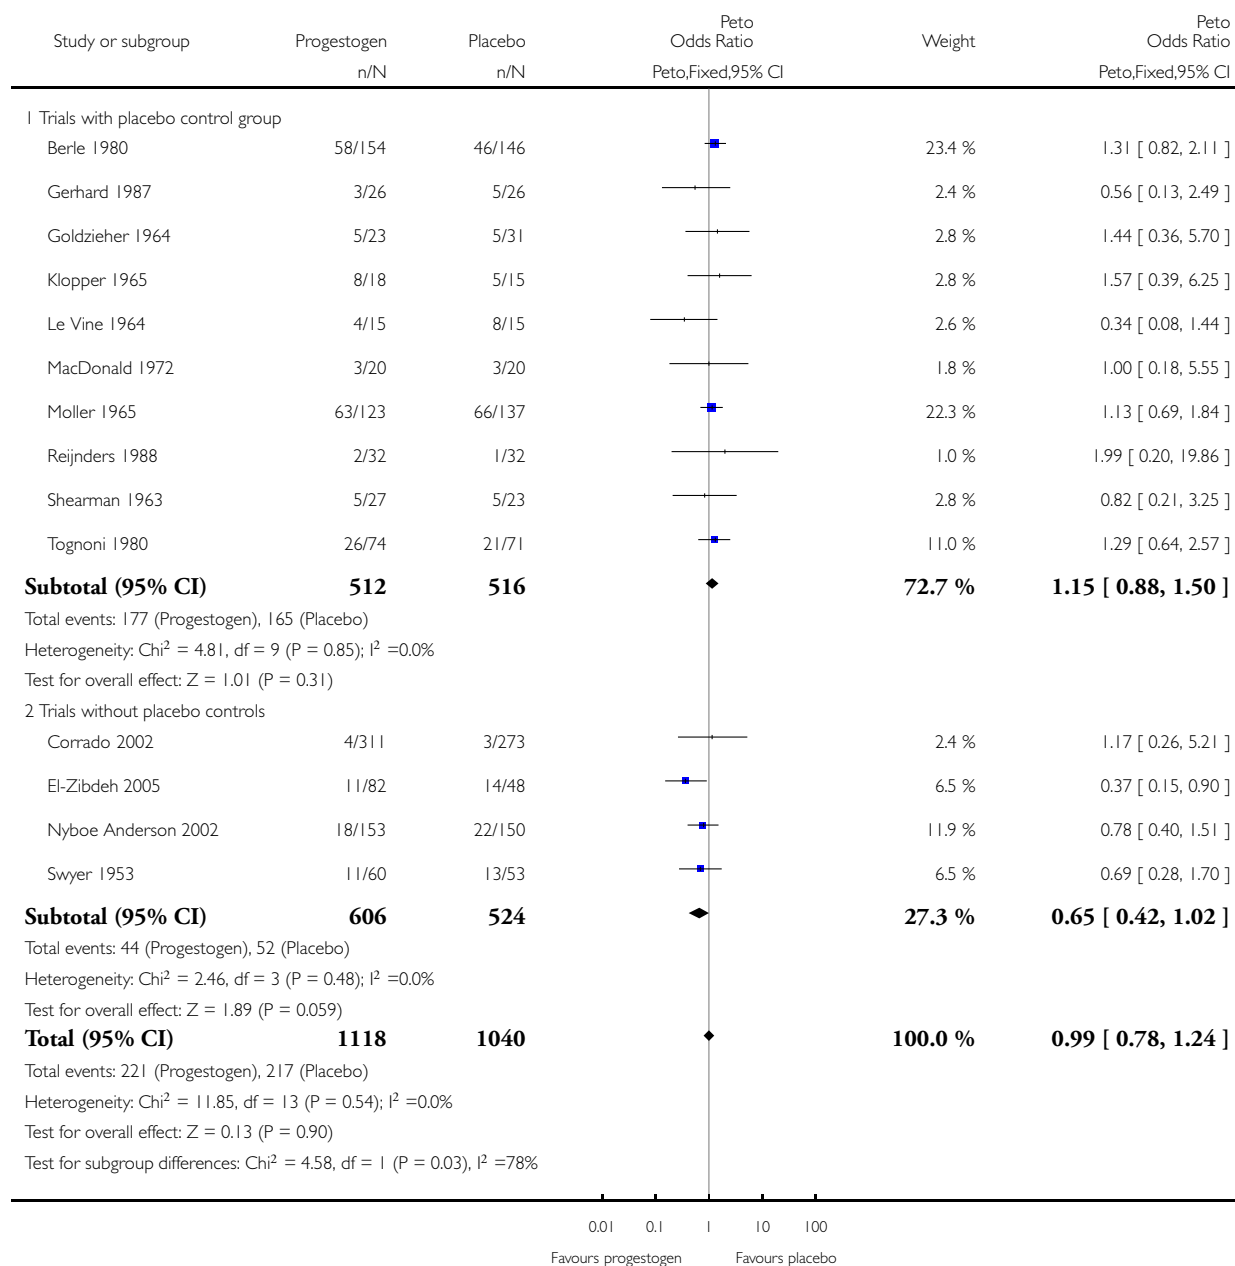 Peto Peto
Study or subgroup Progestogen Placebo Odds Ratio Weight Odds Ratio
n/N n/N Peto,Fixed,95% CI Peto,Fixed,95% CI
1 Trials with placebo control group
Berle 1980 58/154 46/146 23.4 % 1.31 [ 0.82, 2.11 ]
Gerhard 1987 3/26 5/26 2.4 % 0.56 [ 0.13, 2.49 ]
Goldzieher 1964 5/23 5/31 2.8 % 1.44 [ 0.36, 5.70 ]
Klopper 1965 8/18 5/15 2.8 % 1.57 [ 0.39, 6.25 ]
Le Vine 1964 4/15 8/15 2.6 % 0.34 [ 0.08, 1.44 ]
MacDonald 1972 3/20 3/20 1.8 % 1.00 [ 0.18, 5.55 ]
Moller 1965 63/123 66/137 22.3 % 1.13 [ 0.69, 1.84 ]
Reijnders 1988 2/32 1/32 1.0 % 1.99 [ 0.20, 19.86 ]
Shearman 1963 5/27 5/23 2.8 % 0.82 [ 0.21, 3.25 ]
Tognoni 1980 26/74 21/71 11.0 % 1.29 [ 0.64, 2.57 ]
Subtotal (95% CI) 512 516 72.7 % 1.15 [ 0.88, 1.50 ]
Total events: 177 (Progestogen), 165 (Placebo)
Heterogeneity: Chi² = 4.81, df = 9 (P = 0.85); I² =0.0%
Test for overall effect: Z = 1.01 (P = 0.31)
2 Trials without placebo controls
Corrado 2002 4/311 3/273 2.4 % 1.17 [ 0.26, 5.21 ]
El-Zibdeh 2005 11/82 14/48 6.5 % 0.37 [ 0.15, 0.90 ]
Nyboe Anderson 2002 18/153 22/150 11.9 % 0.78 [ 0.40, 1.51 ]
Swyer 1953 11/60 13/53 6.5 % 0.69 [ 0.28, 1.70 ]
Subtotal (95% CI) 606 524 27.3 % 0.65 [ 0.42, 1.02 ]
Total events: 44 (Progestogen), 52 (Placebo)
Heterogeneity: Chi² = 2.46, df = 3 (P = 0.48); I² =0.0%
Test for overall effect: Z = 1.89 (P = 0.059)
Total (95% CI) 1118 1040 100.0 % 0.99 [ 0.78, 1.24 ]
Total events: 221 (Progestogen), 217 (Placebo)
Heterogeneity: Chi² = 11.85, df = 13 (P = 0.54); I² =0.0%
Test for overall effect: Z = 0.13 (P = 0.90)
Test for subgroup differences: Chi² = 4.58, df = 1 (P = 0.03), I² =78%
0.01 0.1 1 10 100
Favours progestogen Favours placebo